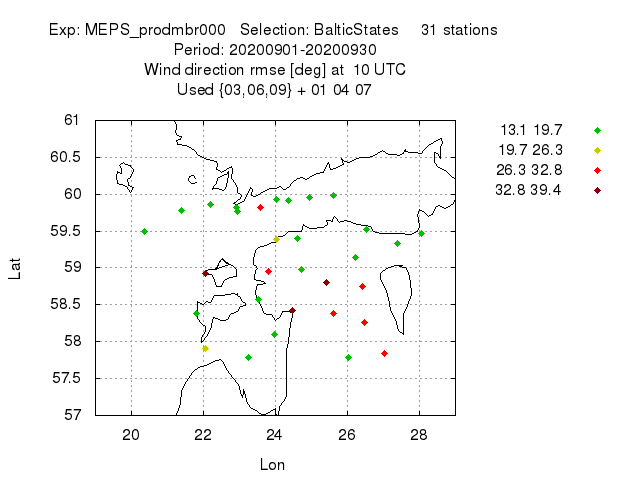 Exp: MEPS_prodmbr000 Selection: BalticStates 31 stations
Period: 20200901-20200930
Wind direction rmse [deg] at 10 UTC
Used {03,06,09} + 01 04 07
13.1 19.7
19.7 26.3
26.3 32.8
32.8 39.4
61
60.5
60
59.5
59
58.5
58
57.5
57
Lat
20 22 24 26 28
Lon